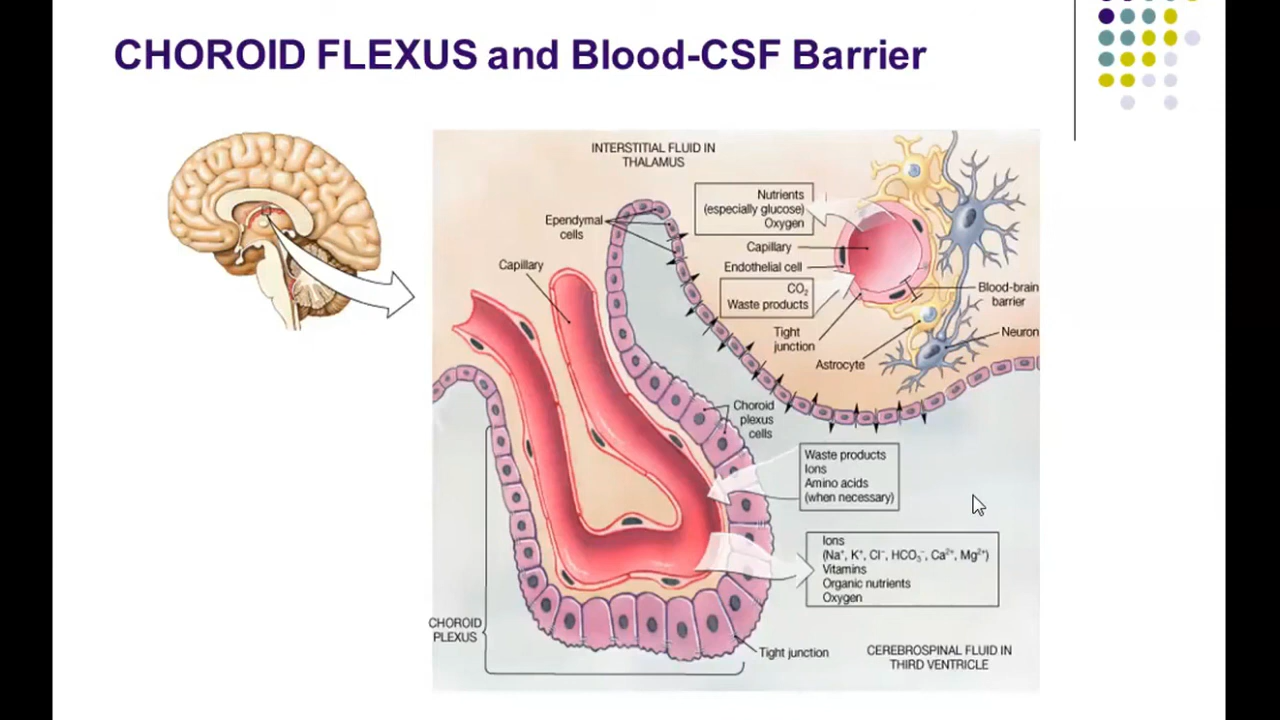 CHOROID FLEXUS and Blood-CSF Barrier
INTERSTITIAL FLUID IN
THALAMUS
Nutrients
(especially glucose)
Oxygen
Ependymal
cells
Capillary
Capillary
Endothelial cell
CO₂
Waste products
Blood-brain
barrier
Tight
junction
Neuron
Astrocyte
Choroid
plexus
cells
Waste products
Ions
Amino acids
(when necessary)
Ions
(Na⁺, K⁺, Cl⁻, HCO₃⁻, Ca²⁺, Mg²⁺)
Vitamins
Organic nutrients
Oxygen
CHOROID
PLEXUS
Tight junction
CEREBROSPINAL FLUID IN
THIRD VENTRICLE